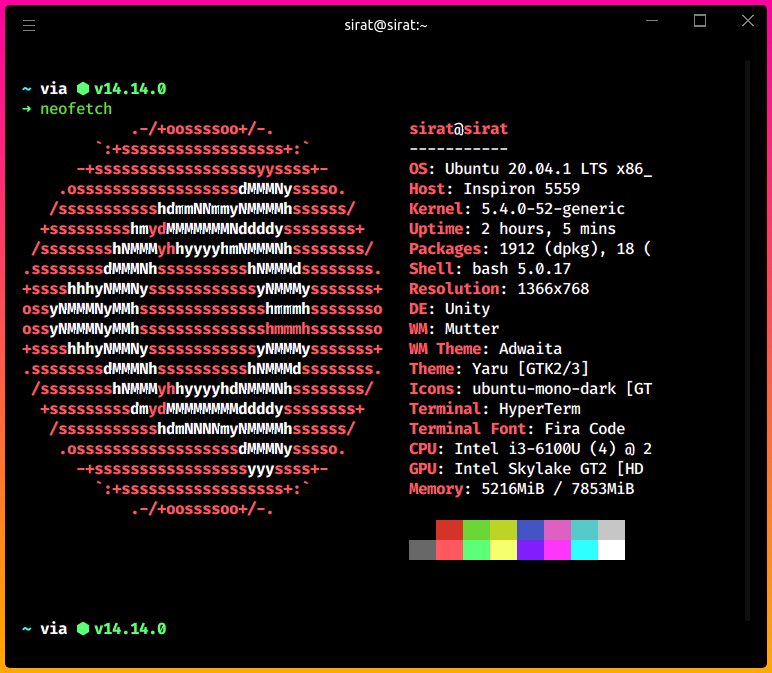 sirat@sirat:~
~ via ⬢ v14.14.0
➜ neofetch
            .-/+oossssoo+/-.               sirat@sirat
        `:+ssssssssssssssssss+:`           -----------
      -+ssssssssssssssssssyyssss+-         OS: Ubuntu 20.04.1 LTS x86_
    .ossssssssssssssssssdMMMNysssso.       Host: Inspiron 5559
   /ssssssssssshdmmNNmmyNMMMMhssssss/      Kernel: 5.4.0-52-generic
  +ssssssssshmydMMMMMMMNddddyssssssss+     Uptime: 2 hours, 5 mins
 /sssssssshNMMMyhhyyyyhmNMMMNhssssssss/    Packages: 1912 (dpkg), 18 (
.ssssssssdMMMNhsssssssssshNMMMdssssssss.   Shell: bash 5.0.17
+sssshhhyNMMNyssssssssssssyNMMMysssssss+   Resolution: 1366x768
ossyNMMMNyMMhsssssssssssssshmmmhssssssso   DE: Unity
ossyNMMMNyMMhsssssssssssssshmmmhssssssso   WM: Mutter
+sssshhhyNMMNyssssssssssssyNMMMysssssss+   WM Theme: Adwaita
.ssssssssdMMMNhsssssssssshNMMMdssssssss.   Theme: Yaru [GTK2/3]
 /sssssssshNMMMyhhyyyyhdNMMMNhssssssss/    Icons: ubuntu-mono-dark [GT
  +sssssssssdmydMMMMMMMMddddyssssssss+     Terminal: HyperTerm
   /ssssssssssshdmNNNNmyNMMMMhssssss/      Terminal Font: Fira Code
    .ossssssssssssssssssdMMMNysssso.       CPU: Intel i3-6100U (4) @ 2
      -+sssssssssssssssssyyyssss+-         GPU: Intel Skylake GT2 [HD
        `:+ssssssssssssssssss+:`           Memory: 5216MiB / 7853MiB
            .-/+oossssoo+/-.
~ via ⬢ v14.14.0